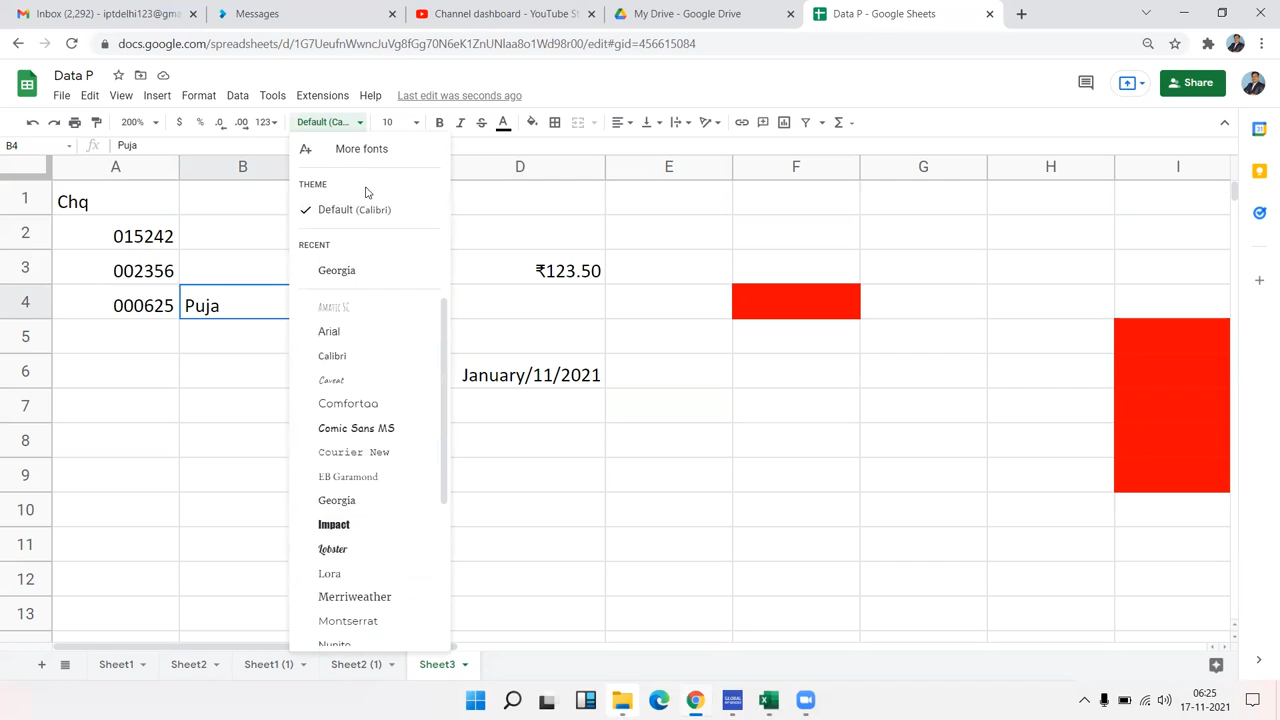 Inbox (2,292) - iptdelhi123@gma
Messages
Channel dashboard - YouTube St
My Drive - Google Drive
Data P - Google Sheets
docs.google.com/spreadsheets/d/1G7UeufnWwncJuVg8fGg70N6eK1ZnUNlaa8o1Wd98r00/edit#gid=456615084
Data P
Share
File Edit View Insert Format Data Tools Extensions Help Last edit was seconds ago
200% $ % .0 .00 123 Default (Ca... 10 B I S A Σ
B4 fx Puja
A B D E F G H I
1 Chq
2 015242
3 002356 ₹123.50
4 000625 Puja
5
6 January/11/2021
7
8
9
10
11
12
13
More fonts
THEME
Default (Calibri)
RECENT
Georgia
Amatic SC
Arial
Calibri
Caveat
Comfortaa
Comic Sans MS
Courier New
EB Garamond
Georgia
Impact
Lobster
Lora
Merriweather
Montserrat
Nunito
Sheet1 Sheet2 Sheet1 (1) Sheet2 (1) Sheet3
06:25
17-11-2021